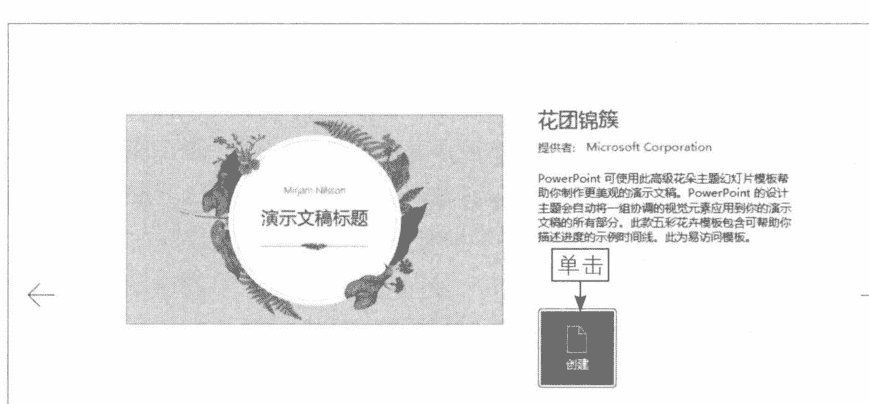 花团锦簇
提供者: Microsoft Corporation
PowerPoint 可使用此高级花朵主题幻灯片模板帮
助你制作更美观的演示文稿。PowerPoint 的设计
主题会自动将一组协调的视觉元素应用到你的演示
文稿的所有部分。此款五彩花卉模板包含可帮助你
描述进度的示例时间线。此为易访问模板。
Mirjam Nilsson
演示文稿标题
单击
创建